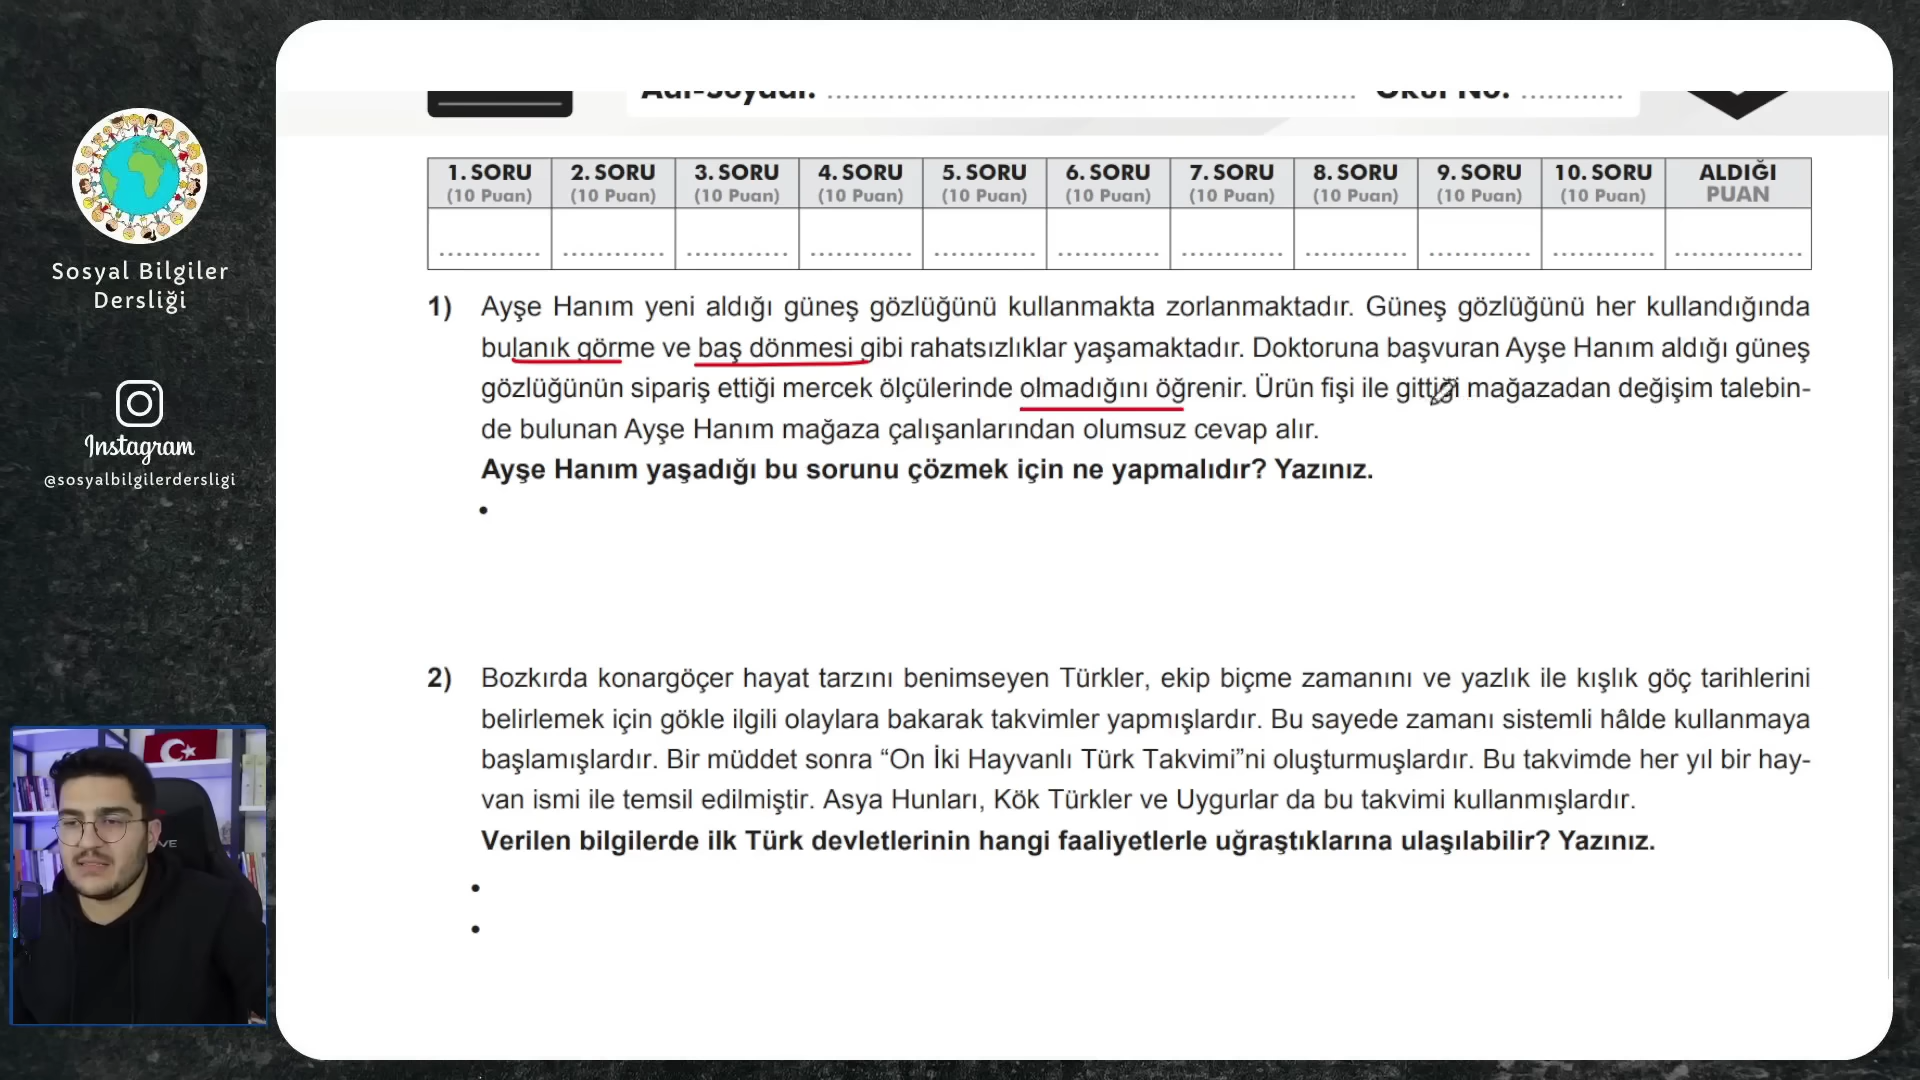 Adı-Soyadı: ........................ Okul No: ............
1. SORU 2. SORU 3. SORU 4. SORU 5. SORU 6. SORU 7. SORU 8. SORU 9. SORU 10. SORU ALDIĞI
(10 Puan) (10 Puan) (10 Puan) (10 Puan) (10 Puan) (10 Puan) (10 Puan) (10 Puan) (10 Puan) (10 Puan) PUAN
1) Ayşe Hanım yeni aldığı güneş gözlüğünü kullanmakta zorlanmaktadır. Güneş gözlüğünü her kullandığında
bulanık görme ve baş dönmesi gibi rahatsızlıklar yaşamaktadır. Doktoruna başvuran Ayşe Hanım aldığı güneş
gözlüğünün sipariş ettiği mercek ölçülerinde olmadığını öğrenir. Ürün fişi ile gittiği mağazadan değişim talebin-
de bulunan Ayşe Hanım mağaza çalışanlarından olumsuz cevap alır.
Ayşe Hanım yaşadığı bu sorunu çözmek için ne yapmalıdır? Yazınız.
•
2) Bozkırda konargöçer hayat tarzını benimseyen Türkler, ekip biçme zamanını ve yazlık ile kışlık göç tarihlerini
belirlemek için gökle ilgili olaylara bakarak takvimler yapmışlardır. Bu sayede zamanı sistemli hâlde kullanmaya
başlamışlardır. Bir müddet sonra “On İki Hayvanlı Türk Takvimi”ni oluşturmuşlardır. Bu takvimde her yıl bir hay-
van ismi ile temsil edilmiştir. Asya Hunları, Kök Türkler ve Uygurlar da bu takvimi kullanmışlardır.
Verilen bilgilerde ilk Türk devletlerinin hangi faaliyetlerle uğraştıklarına ulaşılabilir? Yazınız.
•
•
Sosyal Bilgiler
Dersliği
Instagram
@sosyalbilgilerdersligi